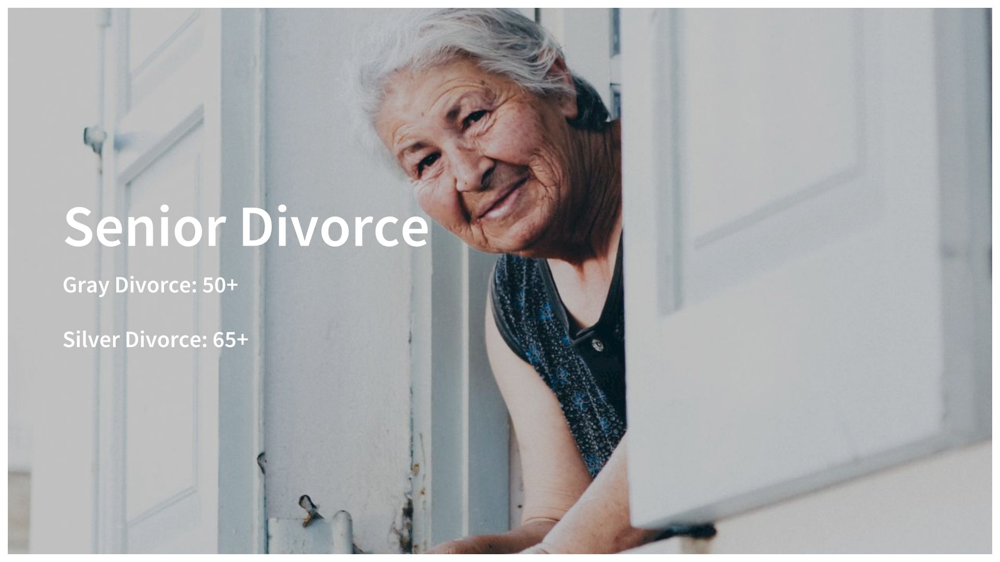 Senior Divorce
Gray Divorce: 50+
Silver Divorce: 65+